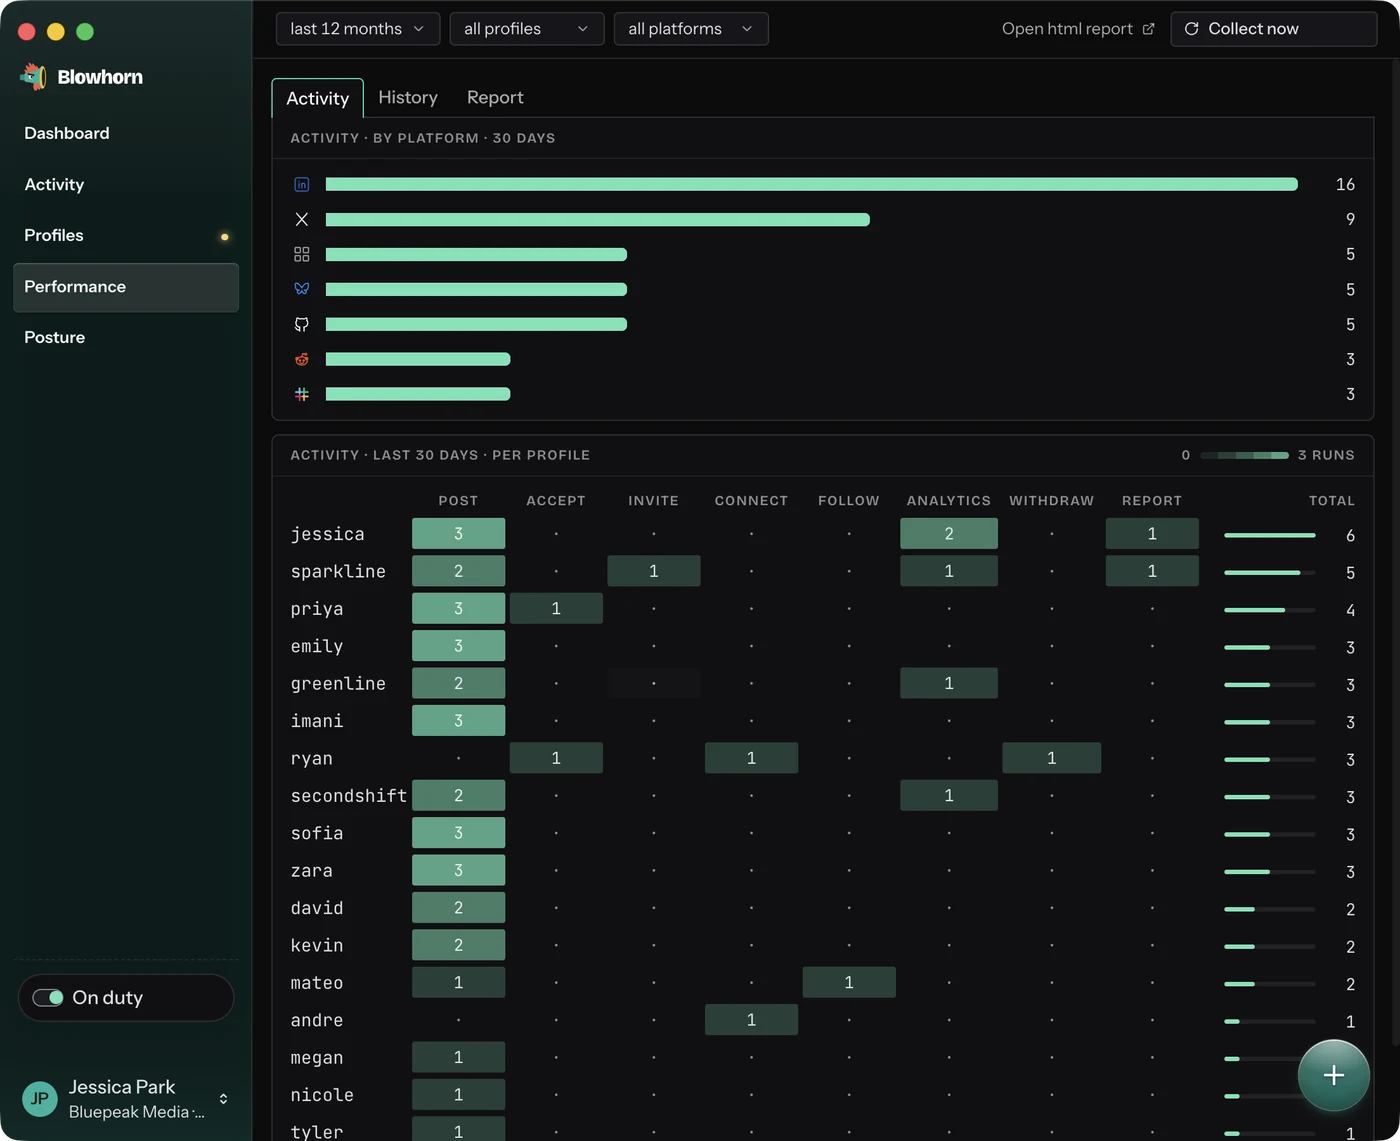 last 12 months
all profiles
all platforms
Open html report
Collect now
Blowhorn
Dashboard
Activity
Profiles
Performance
Posture
On duty
JP
Jessica Park
Bluepeak Media ·...
Activity History Report
ACTIVITY · BY PLATFORM · 30 DAYS
in 16
9
5
5
5
3
3
ACTIVITY · LAST 30 DAYS · PER PROFILE 0 3 RUNS
POST ACCEPT INVITE CONNECT FOLLOW ANALYTICS WITHDRAW REPORT TOTAL
jessica 3 · · · · 2 · 1 6
sparkline 2 · 1 · · 1 · 1 5
priya 3 1 · · · · · · 4
emily 3 · · · · · · · 3
greenline 2 · · · · 1 · · 3
imani 3 · · · · · · · 3
ryan · 1 · 1 · · 1 · 3
secondshift 2 · · · · 1 · · 3
sofia 3 · · · · · · · 3
zara 3 · · · · · · · 3
david 2 · · · · · · · 2
kevin 2 · · · · · · · 2
mateo 1 · · · 1 · · · 2
andre · · · 1 · · · · 1
megan 1 · · · · · · ·
nicole 1 · · · · · · ·
tyler 1 · · · · · · · 1